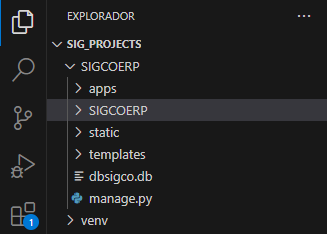 EXPLORADOR
SIG_PROJECTS
SIGCOERP
apps
SIGCOERP
static
templates
dbsigco.db
manage.py
venv
1